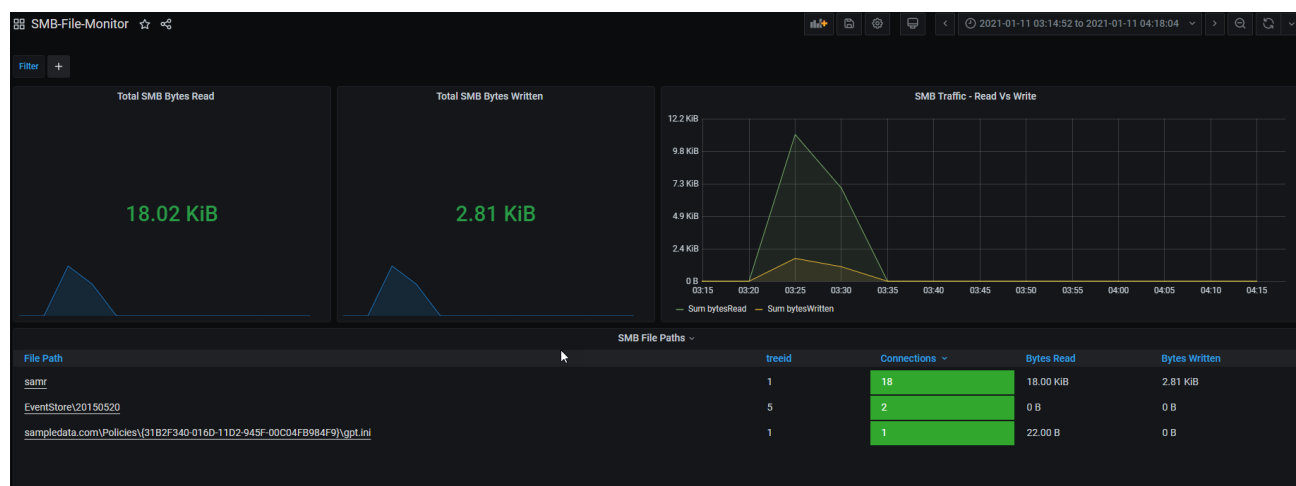 SMB-File-Monitor
2021-01-11 03:14:52 to 2021-01-11 04:18:04
Filter +
Total SMB Bytes Read
18.02 KiB
Total SMB Bytes Written
2.81 KiB
SMB Traffic - Read Vs Write
12.2 KiB
9.8 KiB
7.3 KiB
4.9 KiB
2.4 KiB
0 B
03:15 03:20 03:25 03:30 03:35 03:40 03:45 03:50 03:55 04:00 04:05 04:10 04:15
Sum bytesRead Sum bytesWritten
SMB File Paths
File Path treeid Connections Bytes Read Bytes Written
samr 1 18 18.00 KiB 2.81 KiB
EventStore\20150520 5 2 0 B 0 B
sampledata.com\Policies\{31B2F340-016D-11D2-945F-00C04FB984F9}\gpt.ini 1 1 22.00 B 0 B